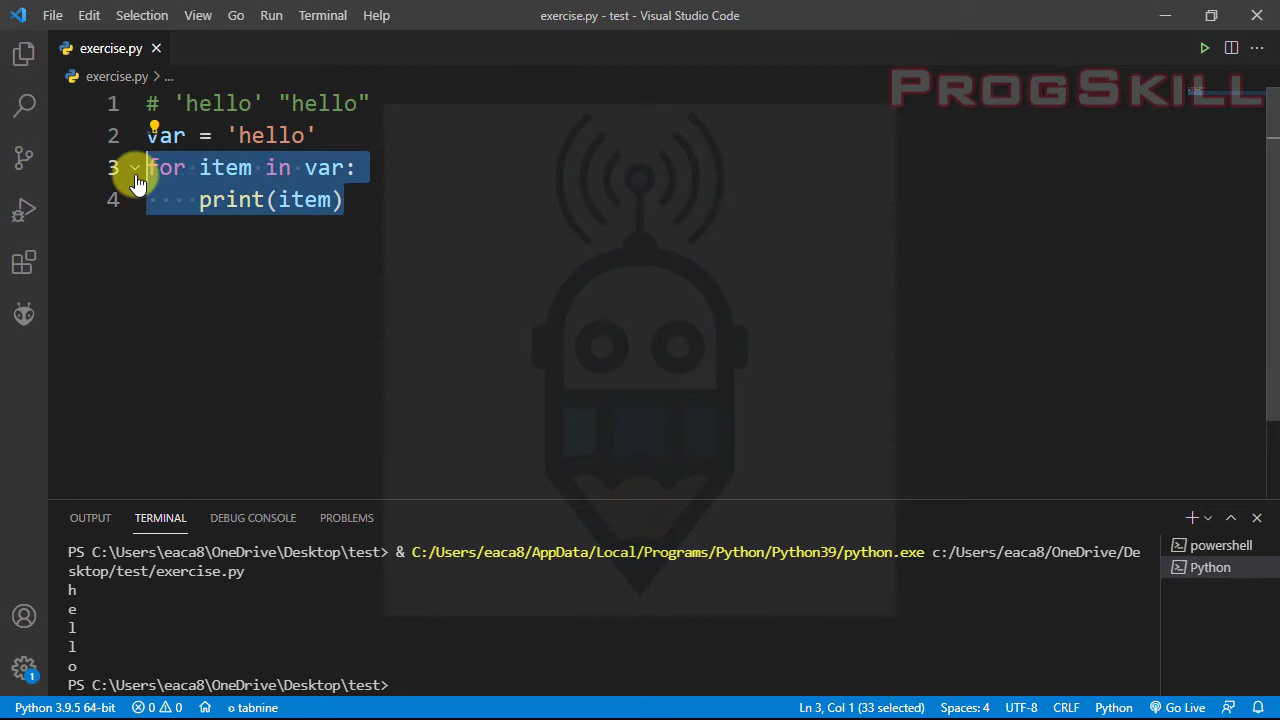 File Edit Selection View Go Run Terminal Help exercise.py - test - Visual Studio Code
exercise.py
exercise.py > ...
PROGSKILL
1 # 'hello' "hello"
2 var = 'hello'
3 for item in var:
4 print(item)
OUTPUT TERMINAL DEBUG CONSOLE PROBLEMS
PS C:\Users\eaca8\OneDrive\Desktop\test> & C:/Users/eaca8/AppData/Local/Programs/Python/Python39/python.exe c:/Users/eaca8/OneDrive/De
sktop/test/exercise.py
h
e
l
l
o
PS C:\Users\eaca8\OneDrive\Desktop\test>
powershell
Python
1
Python 3.9.5 64-bit 0 0 tabnine Ln 3, Col 1 (33 selected) Spaces: 4 UTF-8 CRLF Python Go Live